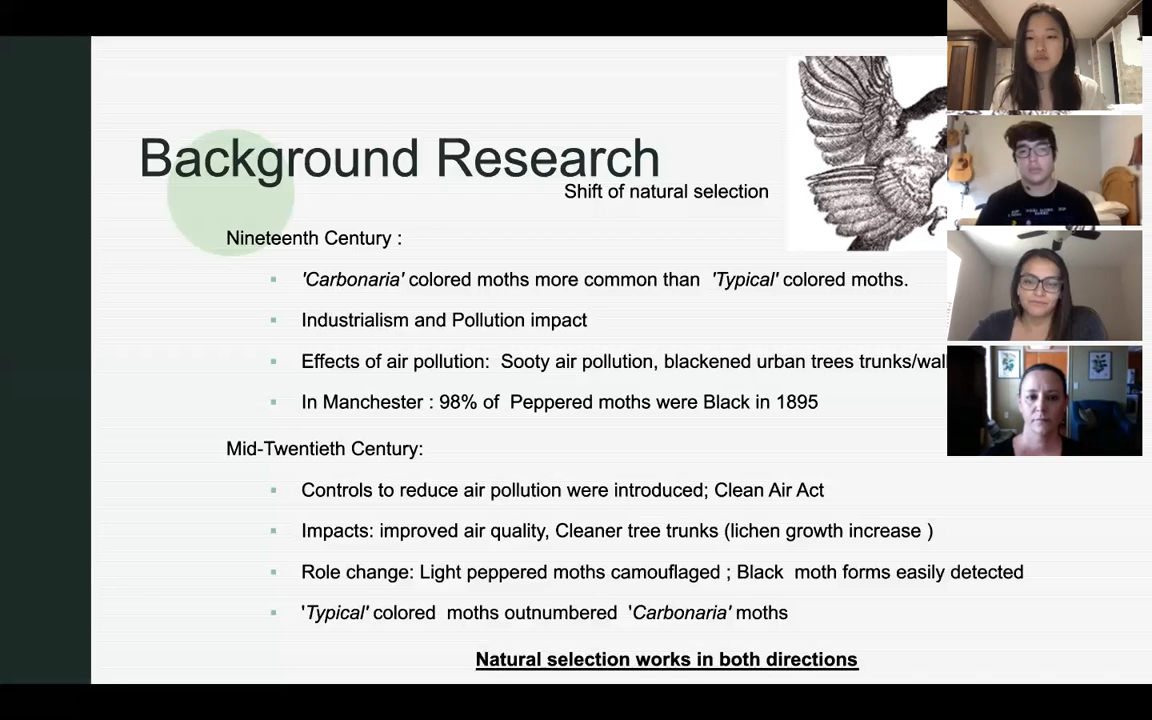 Background Research
Shift of natural selection
Nineteenth Century :
'Carbonaria' colored moths more common than 'Typical' colored moths.
Industrialism and Pollution impact
Effects of air pollution: Sooty air pollution, blackened urban trees trunks/wal
In Manchester : 98% of Peppered moths were Black in 1895
Mid-Twentieth Century:
Controls to reduce air pollution were introduced; Clean Air Act
Impacts: improved air quality, Cleaner tree trunks (lichen growth increase )
Role change: Light peppered moths camouflaged ; Black moth forms easily detected
'Typical' colored moths outnumbered 'Carbonaria' moths
Natural selection works in both directions